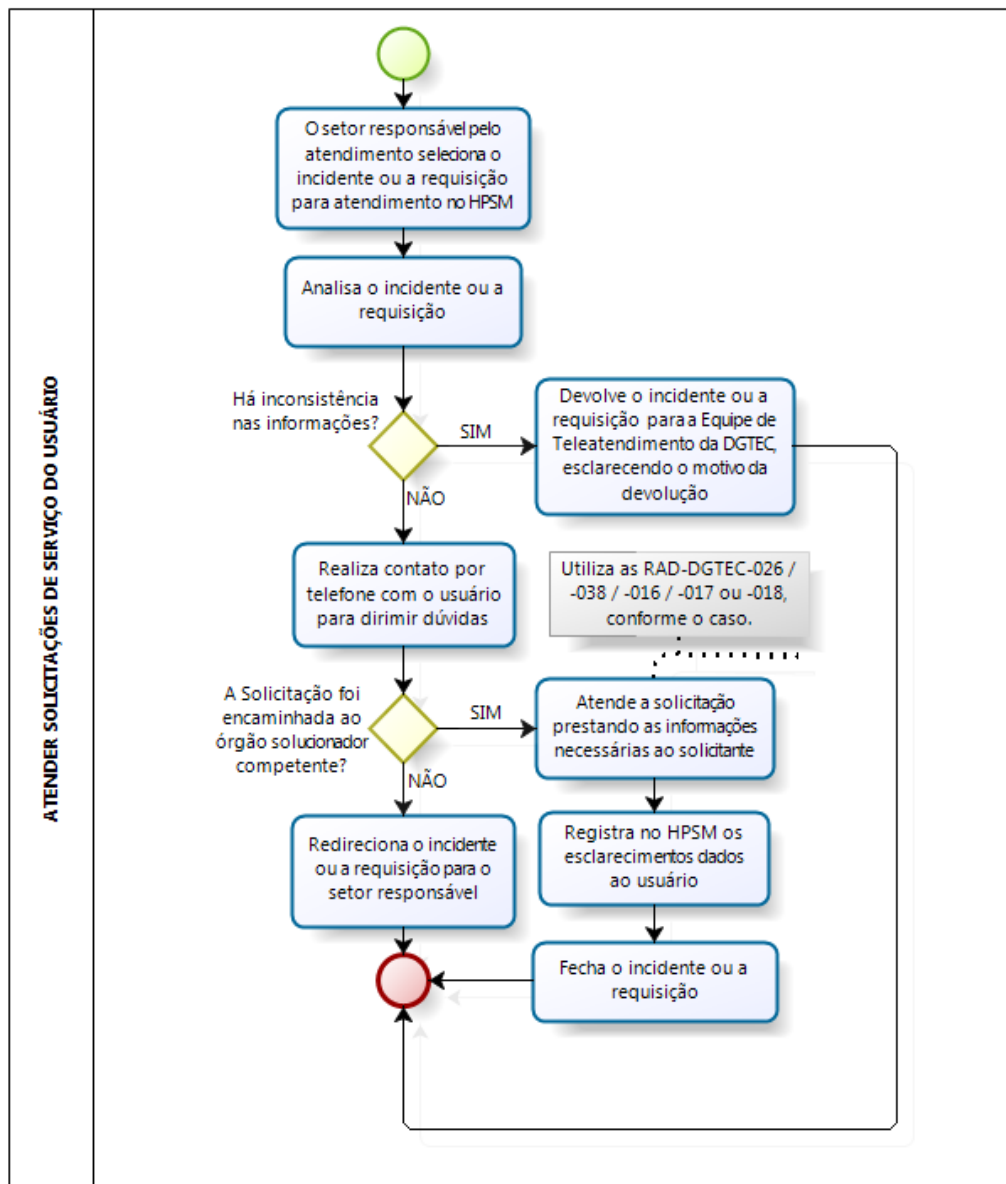 ATENDER SOLICITAÇÕES DE SERVIÇO DO USUÁRIO
O setor responsável pelo
atendimento seleciona o
incidente ou a requisição
para atendimento no HPSM
Analisa o incidente ou a
requisição
Há inconsistência
nas informações?
SIM
Devolve o incidente ou a
requisição para a Equipe de
Teleatendimento da DGTEC,
esclarecendo o motivo da
devolução
NÃO
Realiza contato por
telefone com o usuário
para dirimir dúvidas
Utiliza as RAD-DGTEC-026 /
-038 / -016 / -017 ou -018,
conforme o caso.
A Solicitação foi
encaminhada ao
órgão solucionador
competente?
SIM
Atende a solicitação
prestando as informações
necessárias ao solicitante
NÃO
Redireciona o incidente
ou a requisição para o
setor responsável
Registra no HPSM os
esclarecimentos dados
ao usuário
Fecha o incidente ou a
requisição